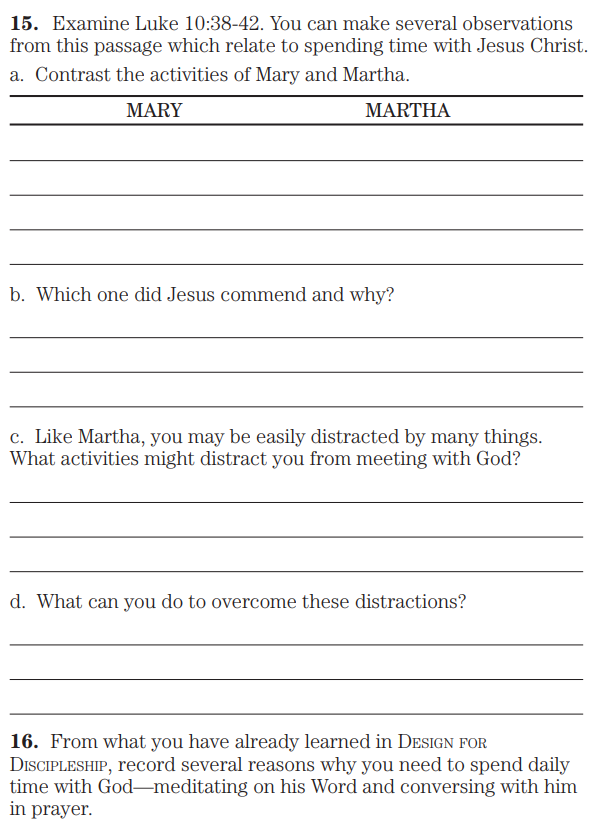 15. Examine Luke 10:38-42. You can make several observations
from this passage which relate to spending time with Jesus Christ.
a. Contrast the activities of Mary and Martha.
MARY MARTHA
b. Which one did Jesus commend and why?
c. Like Martha, you may be easily distracted by many things.
What activities might distract you from meeting with God?
d. What can you do to overcome these distractions?
16. From what you have already learned in DESIGN FOR
DISCIPLESHIP, record several reasons why you need to spend daily
time with God—meditating on his Word and conversing with him
in prayer.